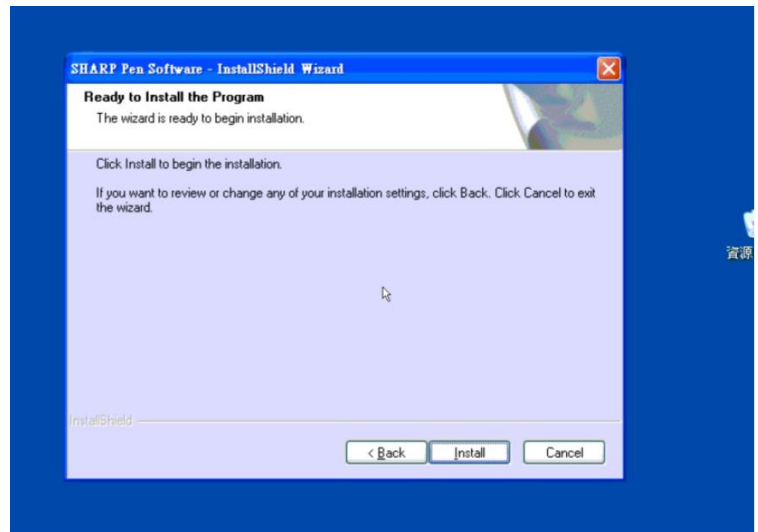 SHARP Pen Software - InstallShield Wizard
Ready to Install the Program
The wizard is ready to begin installation.
Click Install to begin the installation.
If you want to review or change any of your installation settings, click Back. Click Cancel to exit
the wizard.
資源
InstallShield
< Back
Install
Cancel